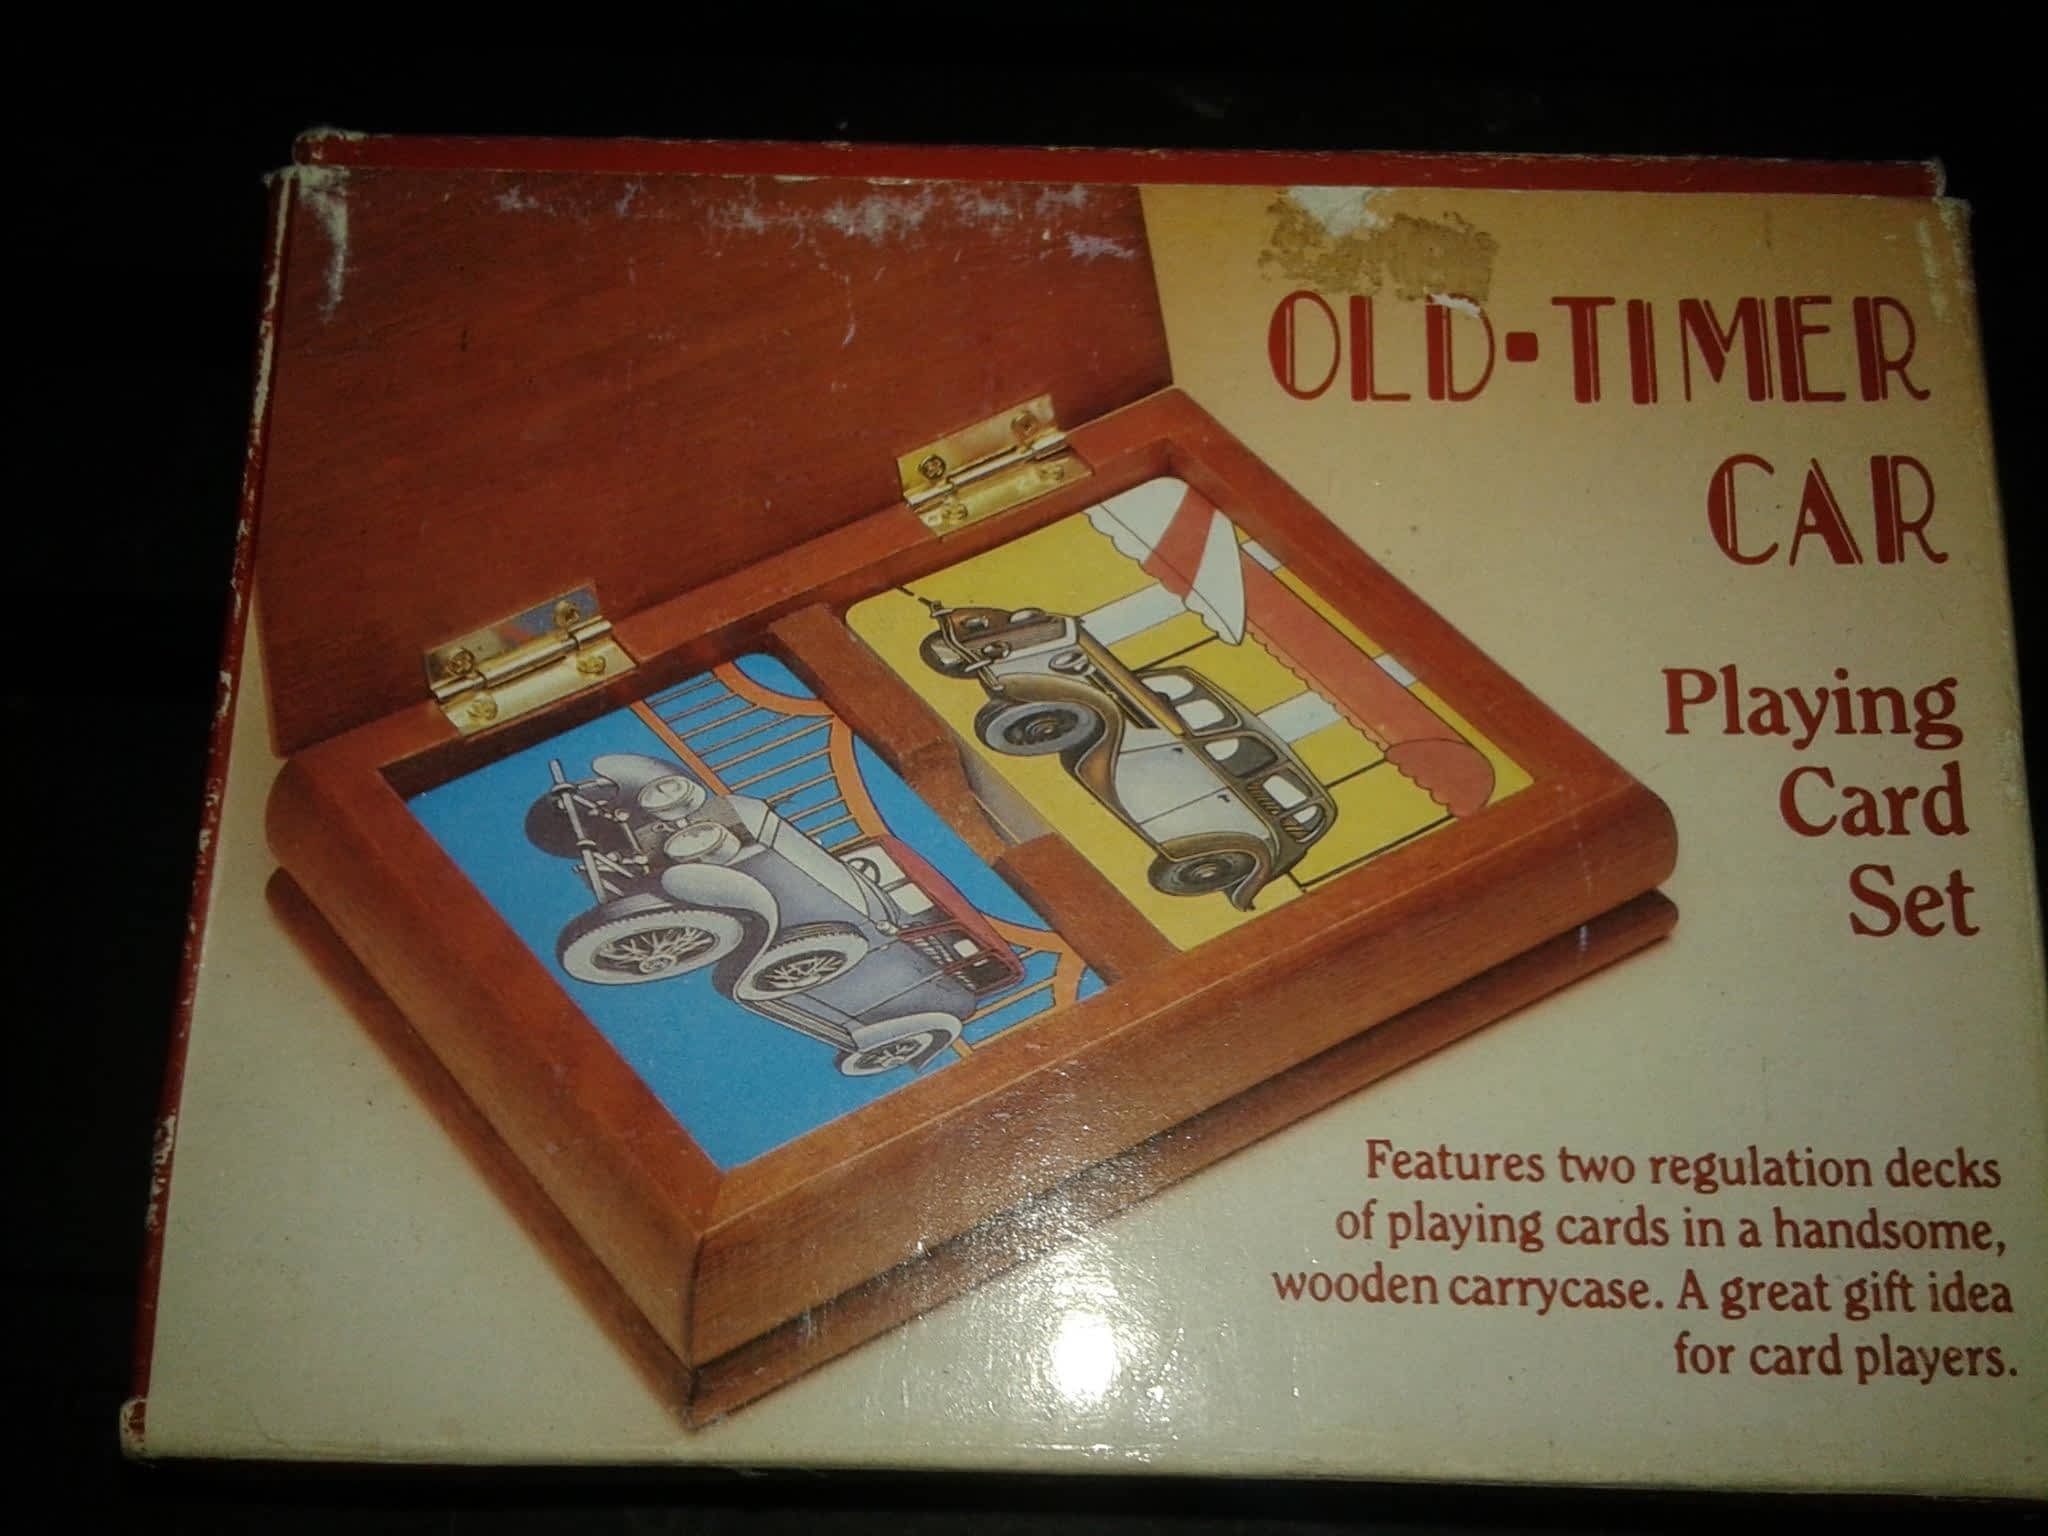 OLD·TIMER
CAR
Playing
Card
Set
Features two regulation decks
of playing cards in a handsome,
wooden carrycase. A great gift idea
for card players.